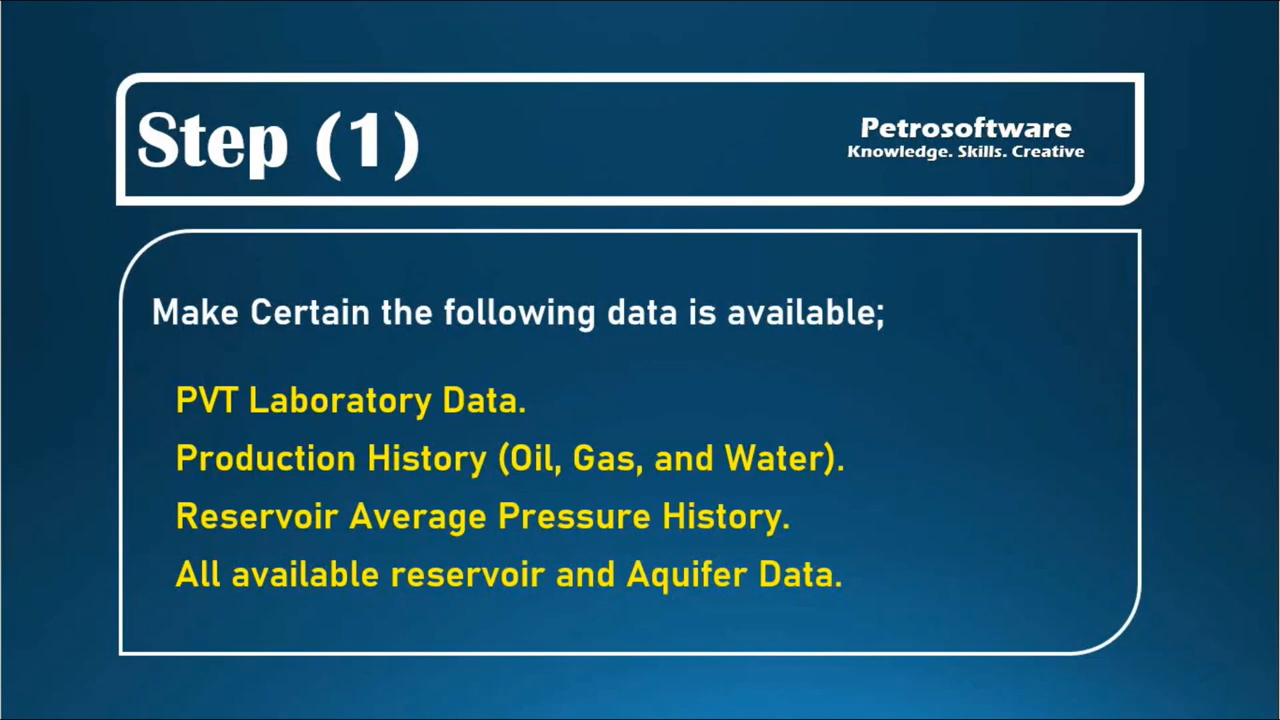 Step (1)
Petrosoftware
Knowledge. Skills. Creative
Make Certain the following data is available;
PVT Laboratory Data.
Production History (Oil, Gas, and Water).
Reservoir Average Pressure History.
All available reservoir and Aquifer Data.